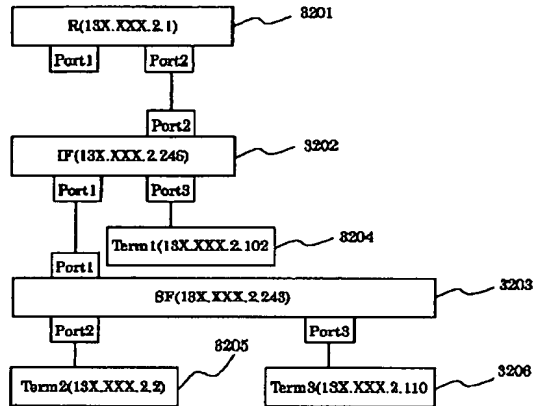 R(13X.XXX.2.1)
3201
Port1
Port2
Port2
IF(13X.XXX.2.246)
3202
Port1
Port3
Term1(13X.XXX.2.102
3204
Port1
SF(13X.XXX.2.243)
3203
Port2
Port3
3205
Term2(13X.XXX.2.2)
Term3(13X.XXX.2.110
3206